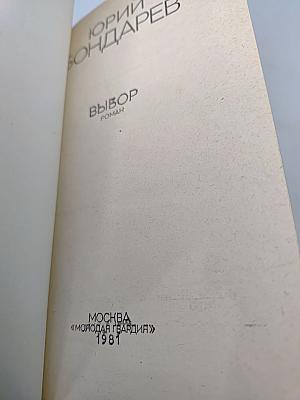 ЮРИЙ
БОНДАРЕВ
ВЫБОР
РОМАН
МОСКВА
«МОЛОДАЯ ГВАРДИЯ»
1981